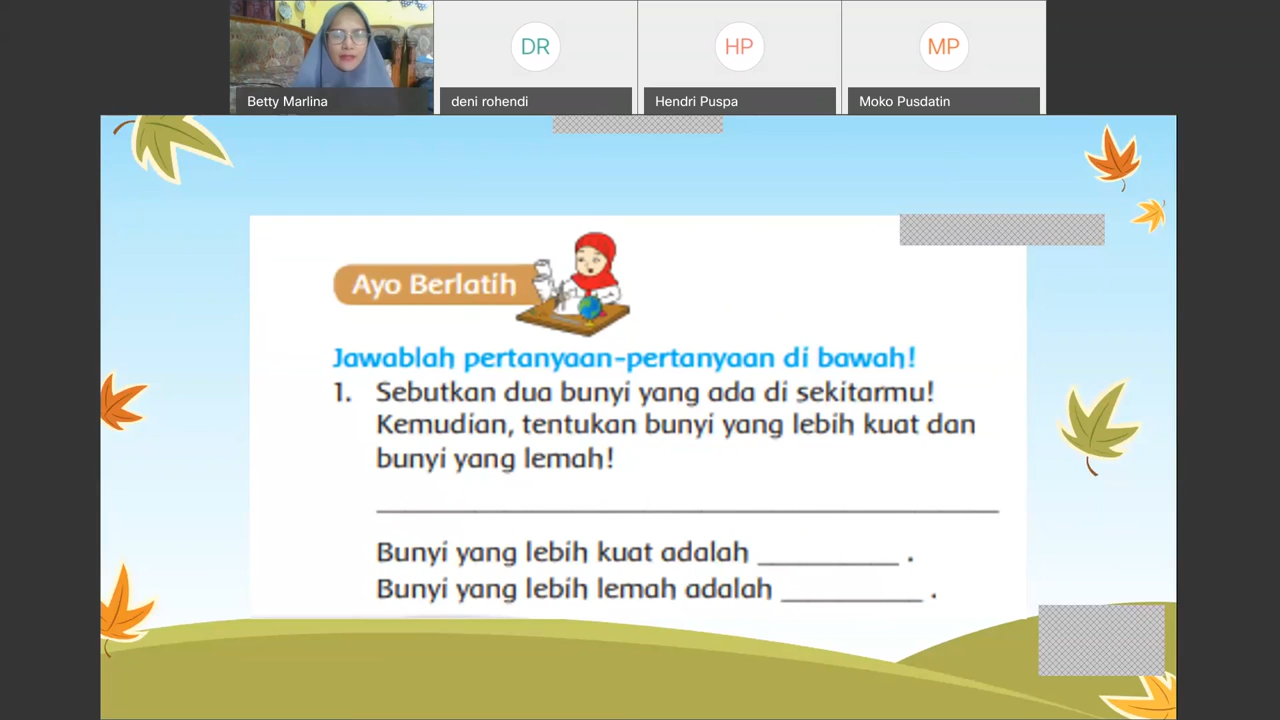 DR
HP
MP
Betty Marlina
deni rohendi
Hendri Puspa
Moko Pusdatin
Ayo Berlatih
Jawablah pertanyaan-pertanyaan di bawah!
1. Sebutkan dua bunyi yang ada di sekitarmu!
Kemudian, tentukan bunyi yang lebih kuat dan
bunyi yang lemah!
Bunyi yang lebih kuat adalah __________ .
Bunyi yang lebih lemah adalah __________ .